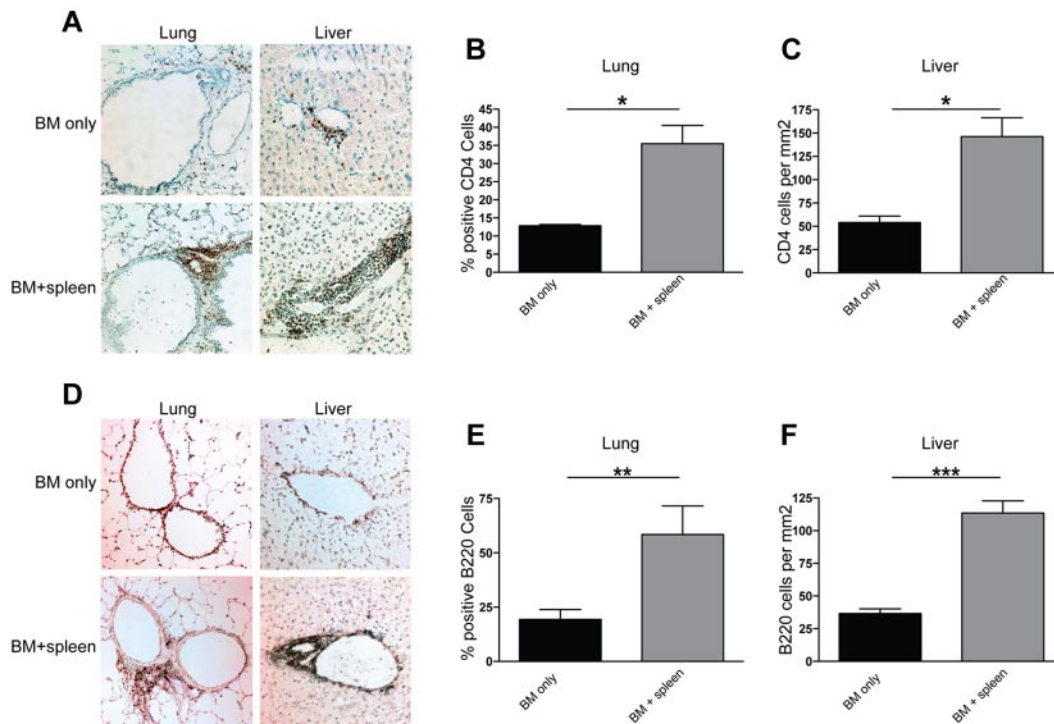 A
Lung Liver
BM only
BM+spleen
B
Lung
*
% positive CD4 Cells
45
40
35
30
25
20
15
10
5
0
BM only
BM + spleen
C
Liver
*
CD4 cells per mm2
175
150
125
100
75
50
25
0
BM only
BM + spleen
D
Lung Liver
BM only
BM+spleen
E
Lung
**
% positive B220 Cells
75
50
25
0
BM only
BM + spleen
F
Liver
***
B220 cells per mm2
125
100
75
50
25
0
BM only
BM + spleen